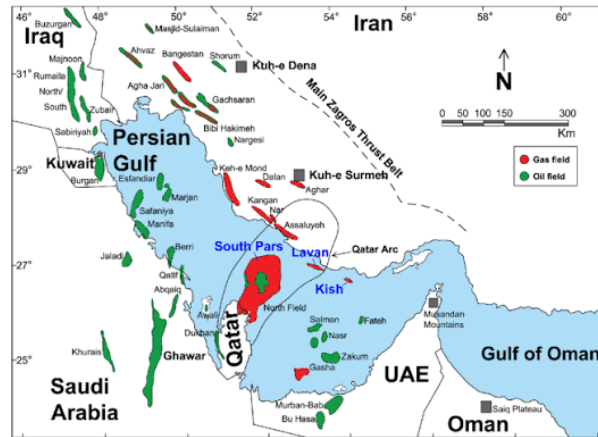 46° 48° 50° 52° 54° 56° 58° 60°
Buzurgan
Masjid-Sulaiman
Iran
Iraq
Majnoon
Ahvaz
Bangestan
Shorum
Kuh-e Dena
31°
Rumaila
North/
South
Zubair
Agha Jari
Gachsaran
N
Main Zagros Thrust Belt
0 50 100 150 200 300
Km
Sabiriyah
Persian
Gulf
Bibi Hakimeh
Nargesi
29°
Kuwait
Burgan
Esfandiar
Marjan
Safaniya
Manifa
Keh-e Mond
Dalan
Kuh-e Surmeh
Aghar
Kangan
Nar
Assaluyeh
Gas field
Oil field
Jaladi
Berri
South Pars
Lavan
Qatar Arc
27°
Qatif
Abqaiq
Kish
North Field
Awali
Dukhan
Qatar
Salman
Fateh
Nasr
Zakum
Musandan
Mountains
25°
Khurais
Ghawar
Gasha
UAE
Gulf of Oman
Saudi
Arabia
Murban-Bab
Bu Hasa
Oman
Saiq Plateau